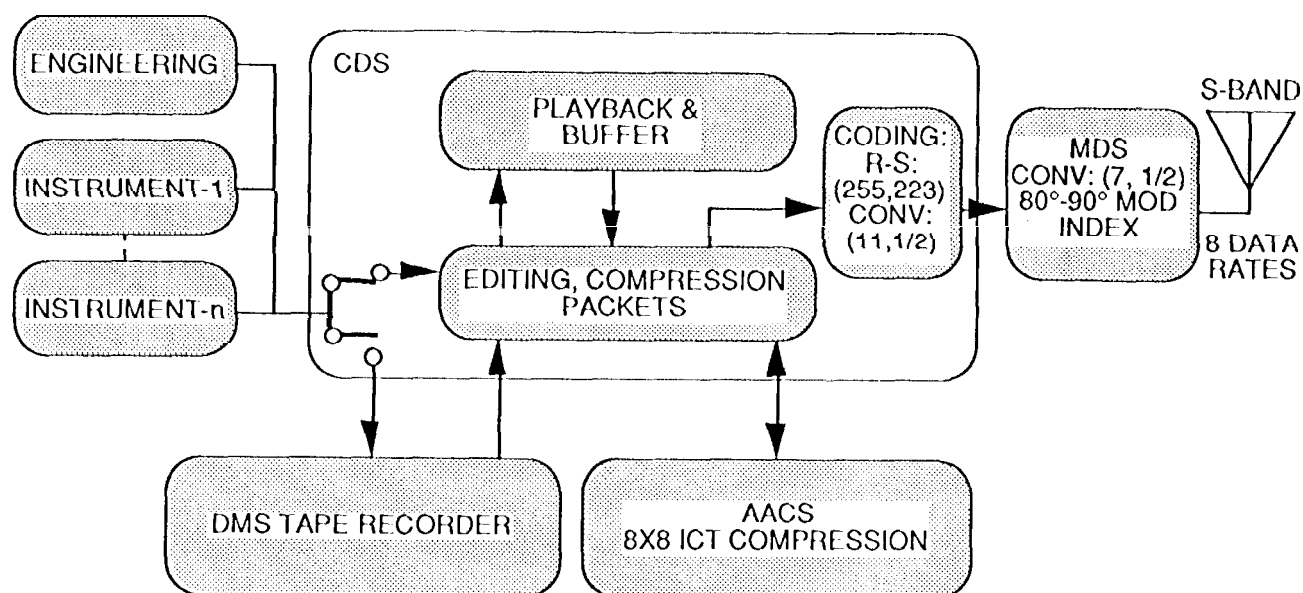 ENGINEERING
INSTRUMENT-1
INSTRUMENT-n
CDS
PLAYBACK &
BUFFER
EDITING, COMPRESSION
PACKETS
CODING:
R-S:
(255,223)
CONV:
(11,1/2)
MDS
CONV: (7, 1/2)
80°-90° MOD
INDEX
S-BAND
8 DATA
RATES
DMS TAPE RECORDER
AACS
8X8 ICT COMPRESSION